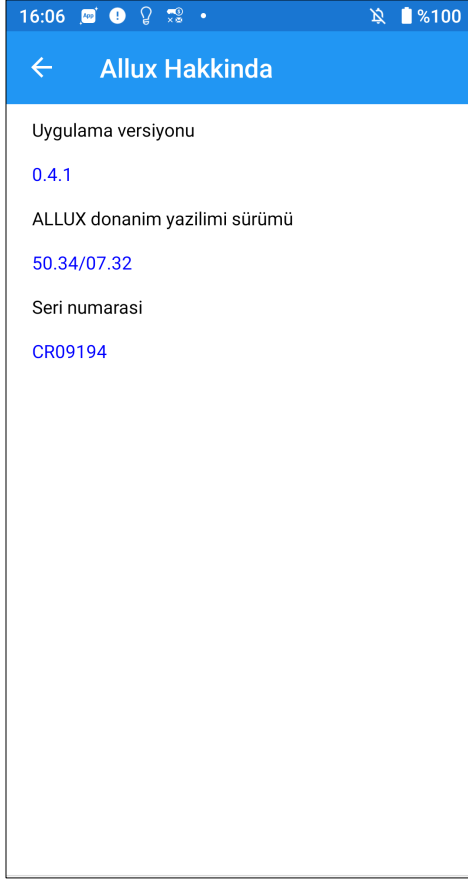 16:06 %100
Allux Hakkinda
Uygulama versiyonu
0.4.1
ALLUX donanim yazilimi sürümü
50.34/07.32
Seri numarasi
CR09194